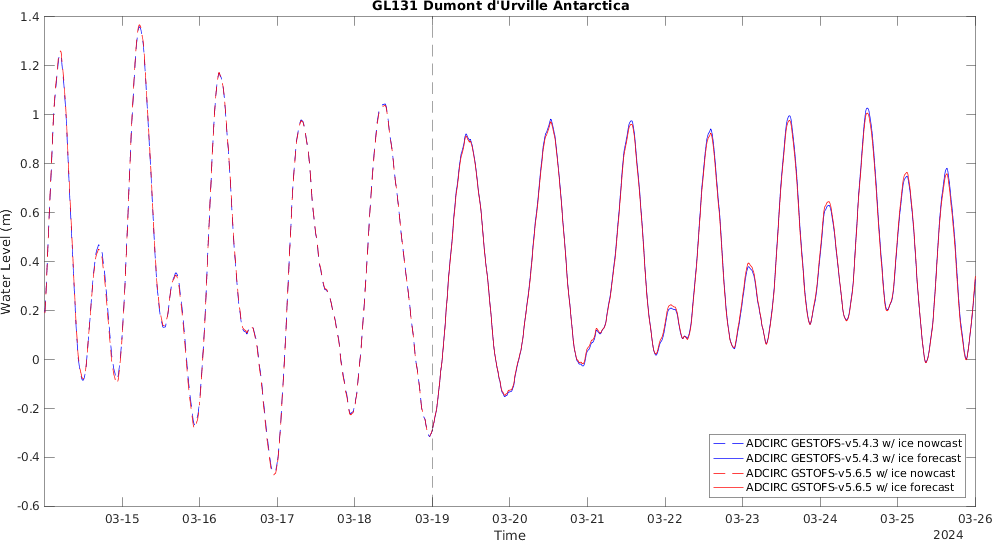 GL131 Dumont d'Urville Antarctica
1.4
1.2
1
0.8
0.6
0.4
0.2
0
-0.2
-0.4
-0.6
Water Level (m)
ADCIRC GESTOFS-v5.4.3 w/ ice nowcast
ADCIRC GESTOFS-v5.4.3 w/ ice forecast
ADCIRC GSTOFS-v5.6.5 w/ ice nowcast
ADCIRC GSTOFS-v5.6.5 w/ ice forecast
03-15 03-16 03-17 03-18 03-19 03-20 03-21 03-22 03-23 03-24 03-25 03-26
Time
2024